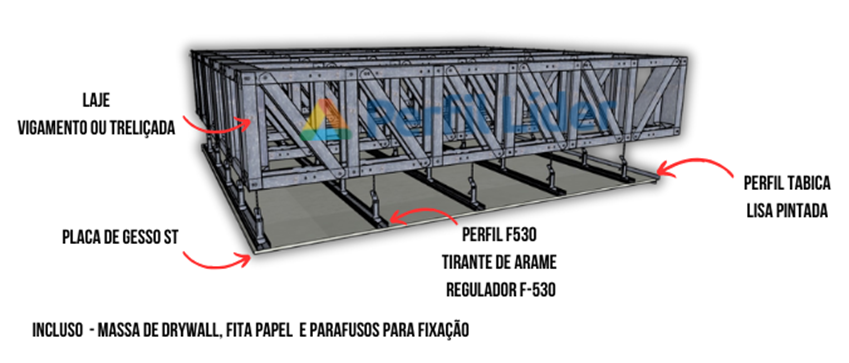 LAJE
VIGAMENTO OU TRELIÇADA
Perfil Líder
PERFIL TABICA
LISA PINTADA
PLACA DE GESSO ST
PERFIL F530
TIRANTE DE ARAME
REGULADOR F-530
INCLUSO - MASSA DE DRYWALL, FITA PAPEL E PARAFUSOS PARA FIXAÇÃO